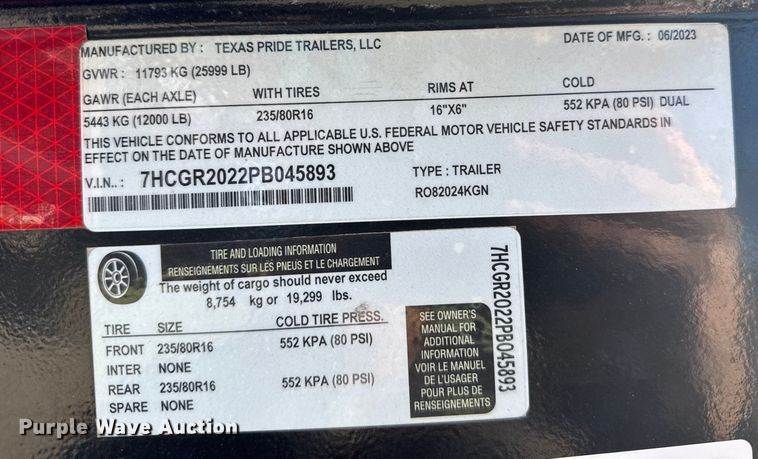 MANUFACTURED BY : TEXAS PRIDE TRAILERS, LLC DATE OF MFG. : 06/2023
GVWR : 11793 KG (25999 LB)
GAWR (EACH AXLE) WITH TIRES RIMS AT COLD
5443 KG (12000 LB) 235/80R16 16"X6" 552 KPA (80 PSI) DUAL
THIS VEHICLE CONFORMS TO ALL APPLICABLE U.S. FEDERAL MOTOR VEHICLE SAFETY STANDARDS IN
EFFECT ON THE DATE OF MANUFACTURE SHOWN ABOVE
V.I.N.. : 7HCGR2022PB045893 TYPE : TRAILER
RO82024KGN
TIRE AND LOADING INFORMATION
RENSEIGNEMENTS SUR LES PNEUS ET LE CHARGEMENT
The weight of cargo should never exceed
8,754 kg or 19,299 lbs.
TIRE SIZE COLD TIRE PRESS.
FRONT 235/80R16 552 KPA (80 PSI)
INTER NONE
REAR 235/80R16 552 KPA (80 PSI)
SPARE NONE
SEE OWNER'S
MANUAL FOR
ADDITIONAL
INFORMATION
VOIR LE MANUEL
DE L'USAGER
POUR PLUS DE
RENSEIGNEMENTS
7HCGR2022PB045893
Purple Wave Auction